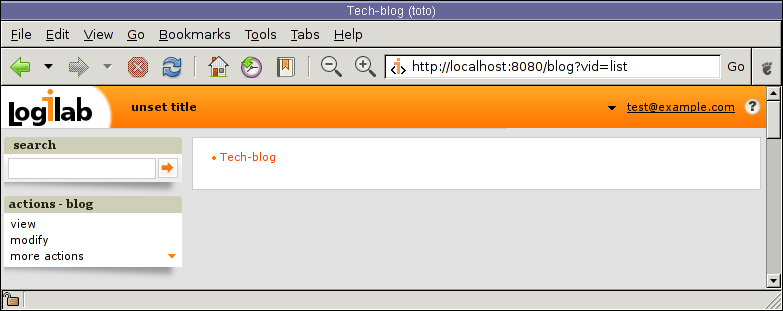 Tech-blog (toto)
File Edit View Go Bookmarks Tools Tabs Help
http://localhost:8080/blog?vid=list Go
Logilab unset title test@example.com ?
search
Tech-blog
actions - blog
view
modify
more actions